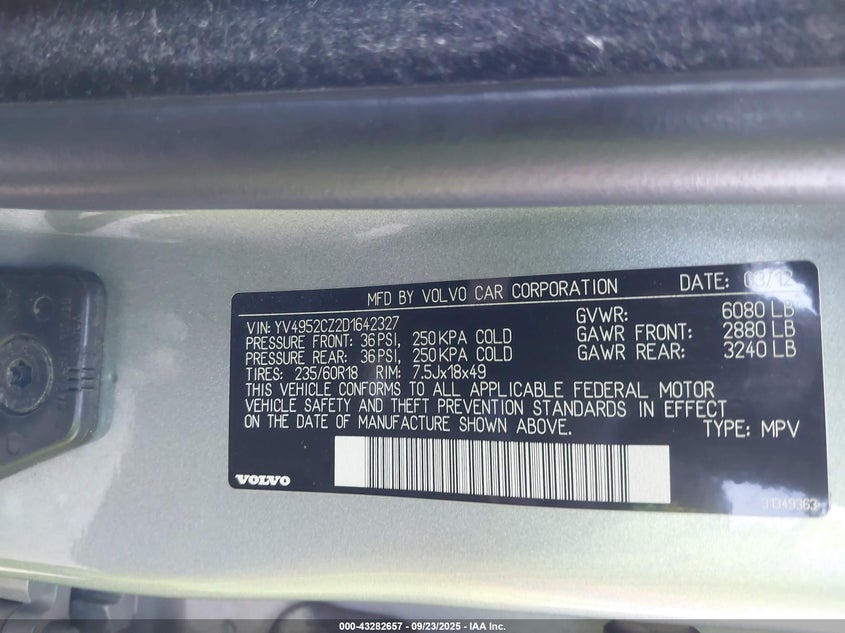 MFD BY VOLVO CAR CORPORATION DATE: 08/12
VIN: YV4952CZ2D1642327 GVWR: 6080 LB
PRESSURE FRONT: 36 PSI, 250 KPA COLD GAWR FRONT: 2880 LB
PRESSURE REAR: 36 PSI, 250 KPA COLD GAWR REAR: 3240 LB
TIRES: 235/60R18 RIM: 7.5Jx18x49
THIS VEHICLE CONFORMS TO ALL APPLICABLE FEDERAL MOTOR
VEHICLE SAFETY AND THEFT PREVENTION STANDARDS IN EFFECT
ON THE DATE OF MANUFACTURE SHOWN ABOVE. TYPE: MPV
VOLVO
31349363
000-43282657 - 09/23/2025 - IAA Inc.